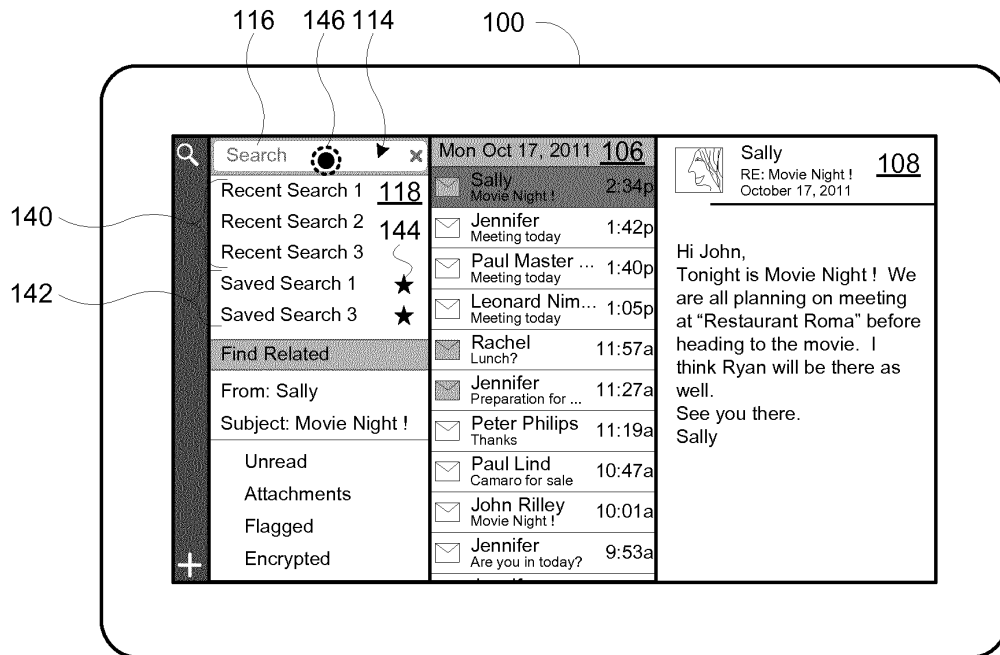 116 146 114 100
Search
Mon Oct 17, 2011 106
Sally
RE: Movie Night !
October 17, 2011
108
140
142
Recent Search 1 118
Recent Search 2
144
Recent Search 3
Saved Search 1 ★
Saved Search 3 ★
Find Related
From: Sally
Subject: Movie Night !
Unread
Attachments
Flagged
Encrypted
Sally 2:34p
Movie Night !
Jennifer 1:42p
Meeting today
Paul Master ... 1:40p
Meeting today
Leonard Nim... 1:05p
Meeting today
Rachel 11:57a
Lunch?
Jennifer 11:27a
Preparation for ...
Peter Philips 11:19a
Thanks
Paul Lind 10:47a
Camaro for sale
John Rilley 10:01a
Movie Night !
Jennifer 9:53a
Are you in today?
Hi John,
Tonight is Movie Night ! We
are all planning on meeting
at “Restaurant Roma” before
heading to the movie. I
think Ryan will be there as
well.
See you there.
Sally